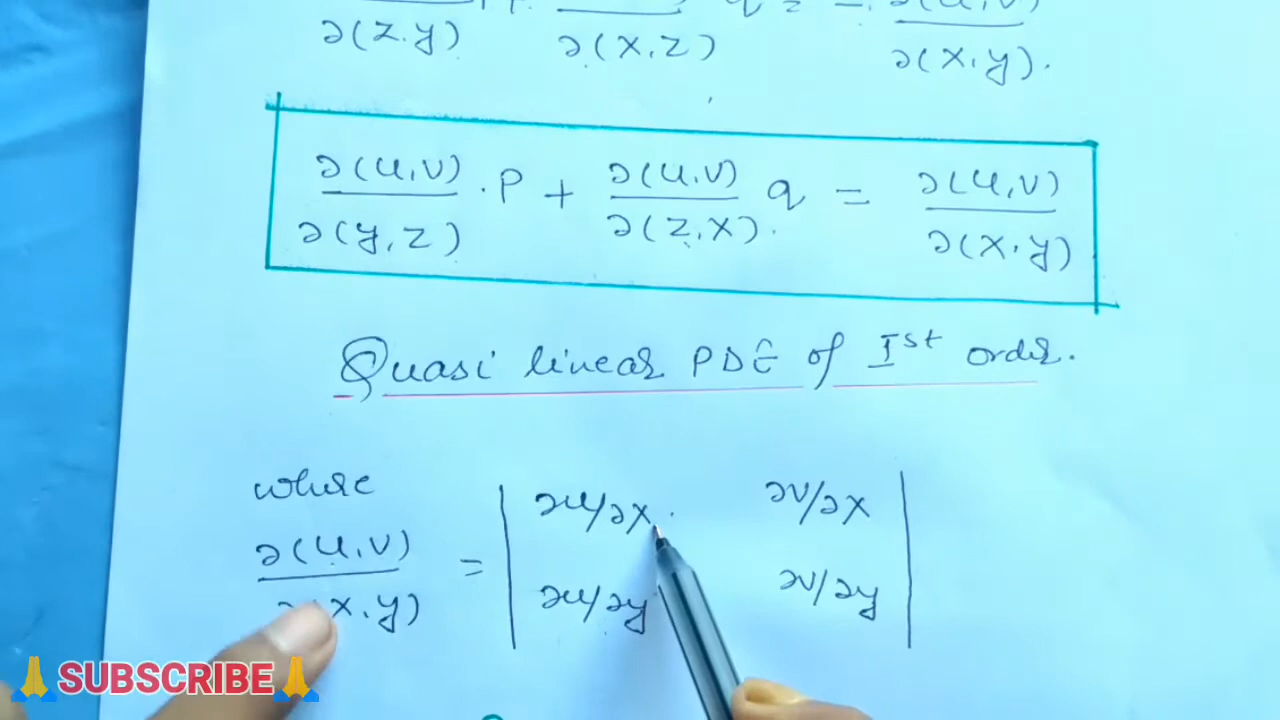 ∂(z.y) ∂(x,z) q = ∂(u,v)/∂(x,y).
∂(u,v)/∂(y,z) . p + ∂(u,v)/∂(z,x). q = ∂(u,v)/∂(x,y)
Quasi linear PDE of Ist order.
where
∂(u,v)/∂(x,y) = | ∂u/∂x . ∂v/∂x |
| ∂u/∂y ∂v/∂y |
🙏SUBSCRIBE🙏